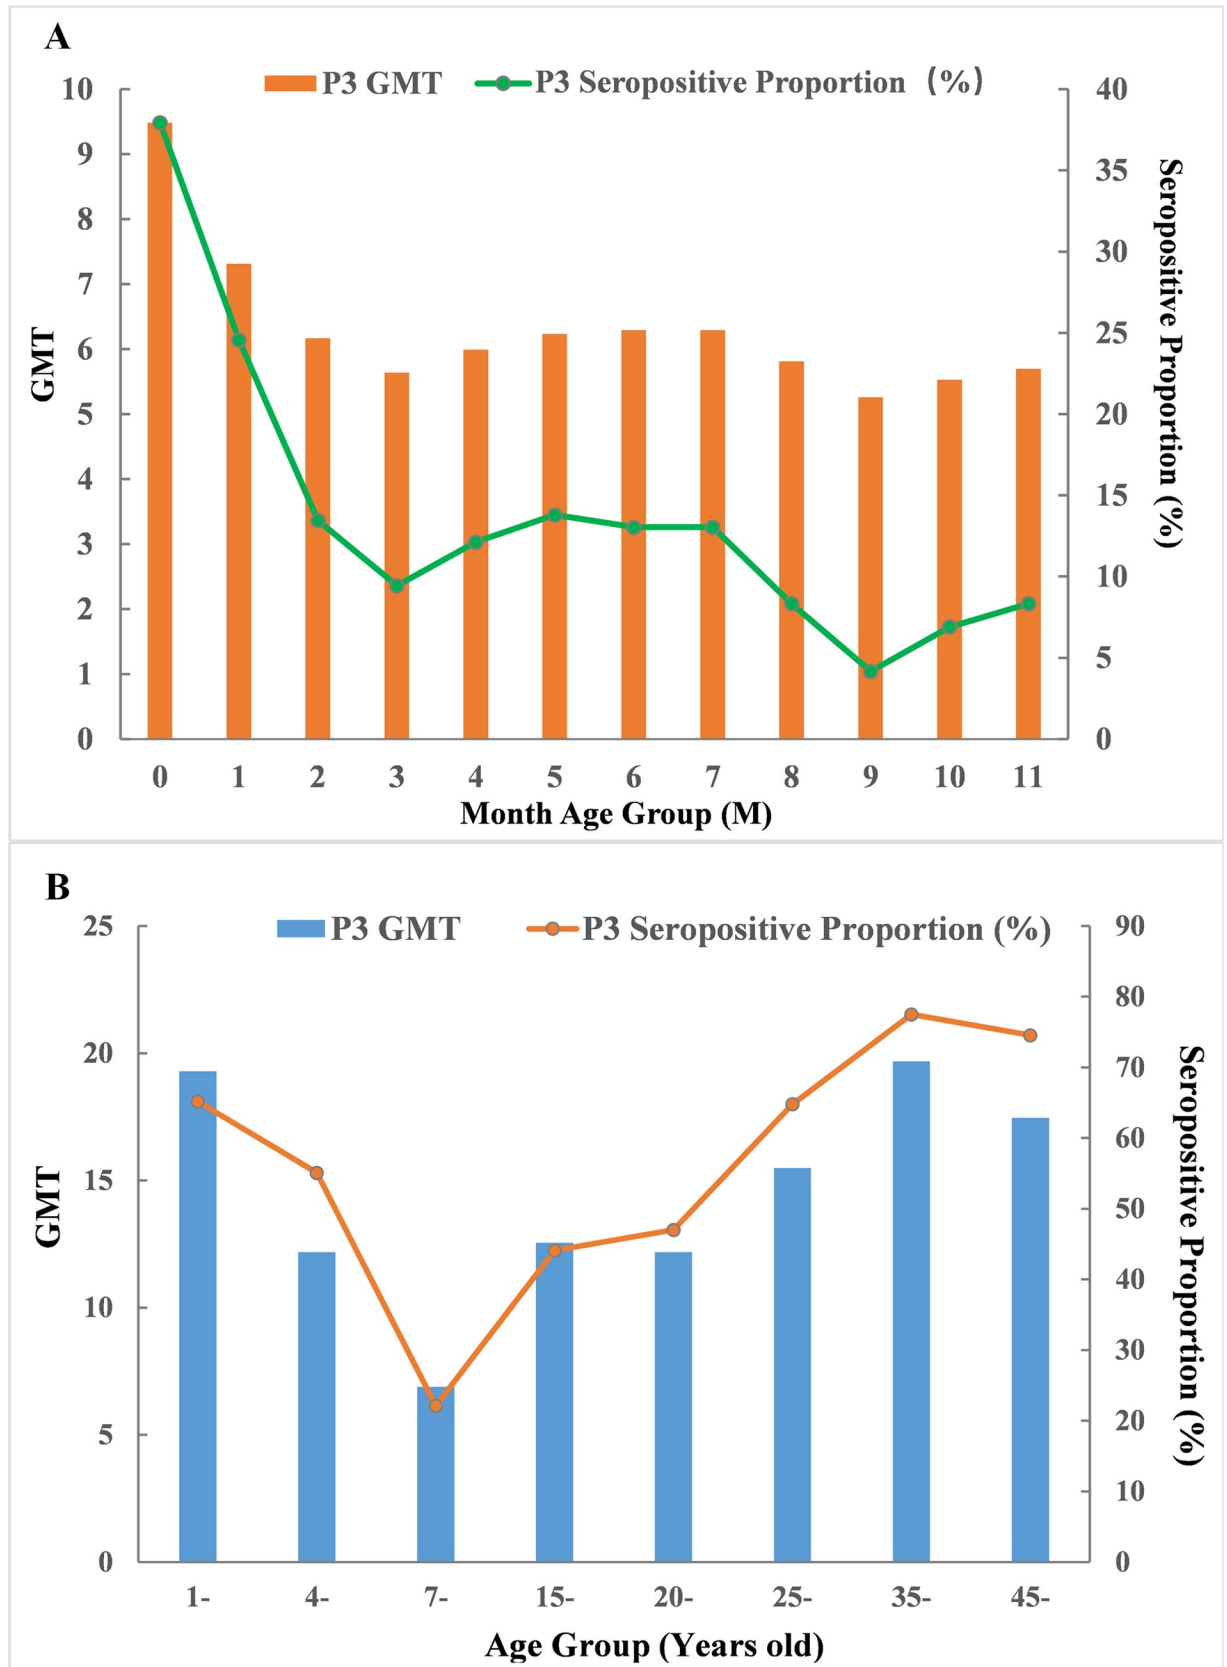 A
P3 GMT
P3 Seropositive Proportion（%）
10
9
8
7
6
5
4
3
2
1
0
GMT
40
35
30
25
20
15
10
5
0
Seropositive Proportion (%)
0 1 2 3 4 5 6 7 8 9 10 11
Month Age Group (M)
B
P3 GMT
P3 Seropositive Proportion (%)
25
20
15
10
5
0
GMT
90
80
70
60
50
40
30
20
10
0
Seropositive Proportion (%)
1- 4- 7- 15- 20- 25- 35- 45-
Age Group (Years old)